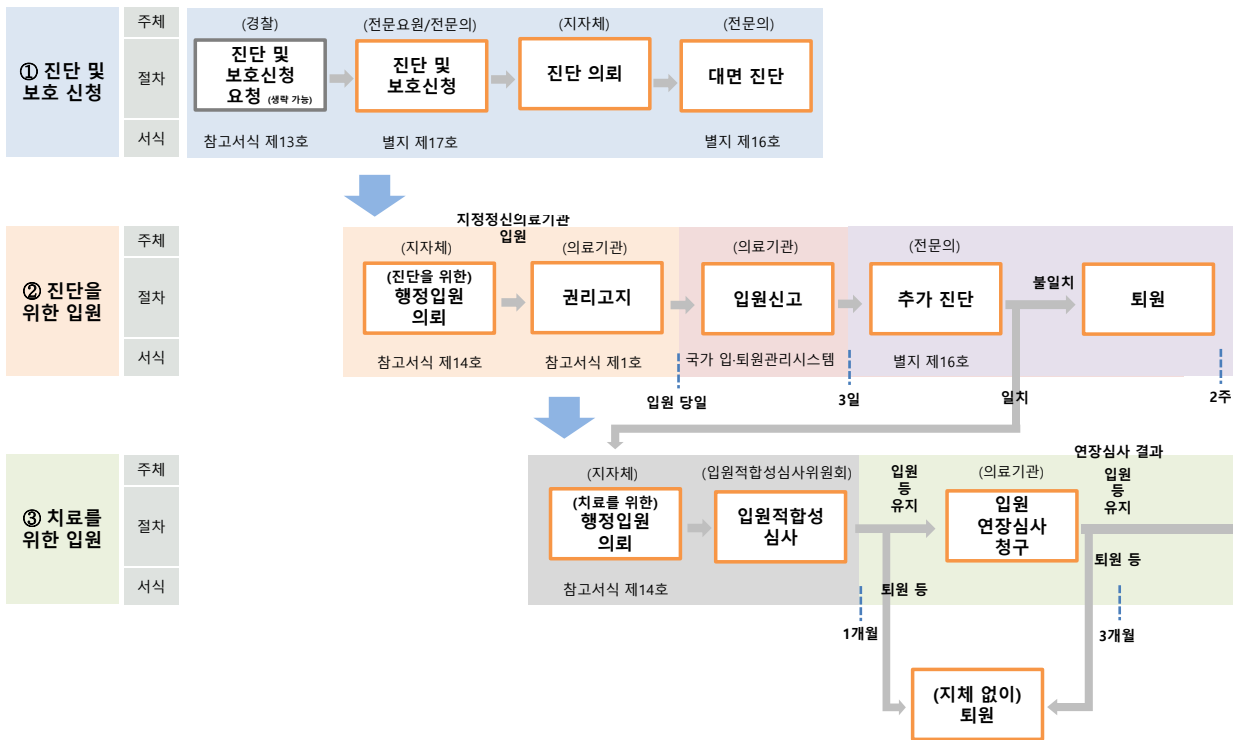 ① 진단 및
보호 신청
주체
절차
서식
(경찰)
진단 및
보호신청
요청 (생략 가능)
참고서식 제13호
(전문요원/전문의)
진단 및
보호신청
별지 제17호
(지자체)
진단 의뢰
(전문의)
대면 진단
별지 제16호
② 진단을
위한 입원
주체
절차
서식
지정정신의료기관
입원
(지자체)
(진단을 위한)
행정입원
의뢰
참고서식 제14호
(의료기관)
권리고지
참고서식 제1호
입원 당일
(의료기관)
입원신고
국가 입·퇴원관리시스템
3일
(전문의)
추가 진단
별지 제16호
불일치
일치
퇴원
2주
③ 치료를
위한 입원
주체
절차
서식
(지자체)
(치료를 위한)
행정입원
의뢰
참고서식 제14호
(입원적합성심사위원회)
입원적합성
심사
입원
등
유지
퇴원 등
1개월
(의료기관)
입원
연장심사
청구
연장심사 결과
입원
등
유지
퇴원 등
3개월
(지체 없이)
퇴원